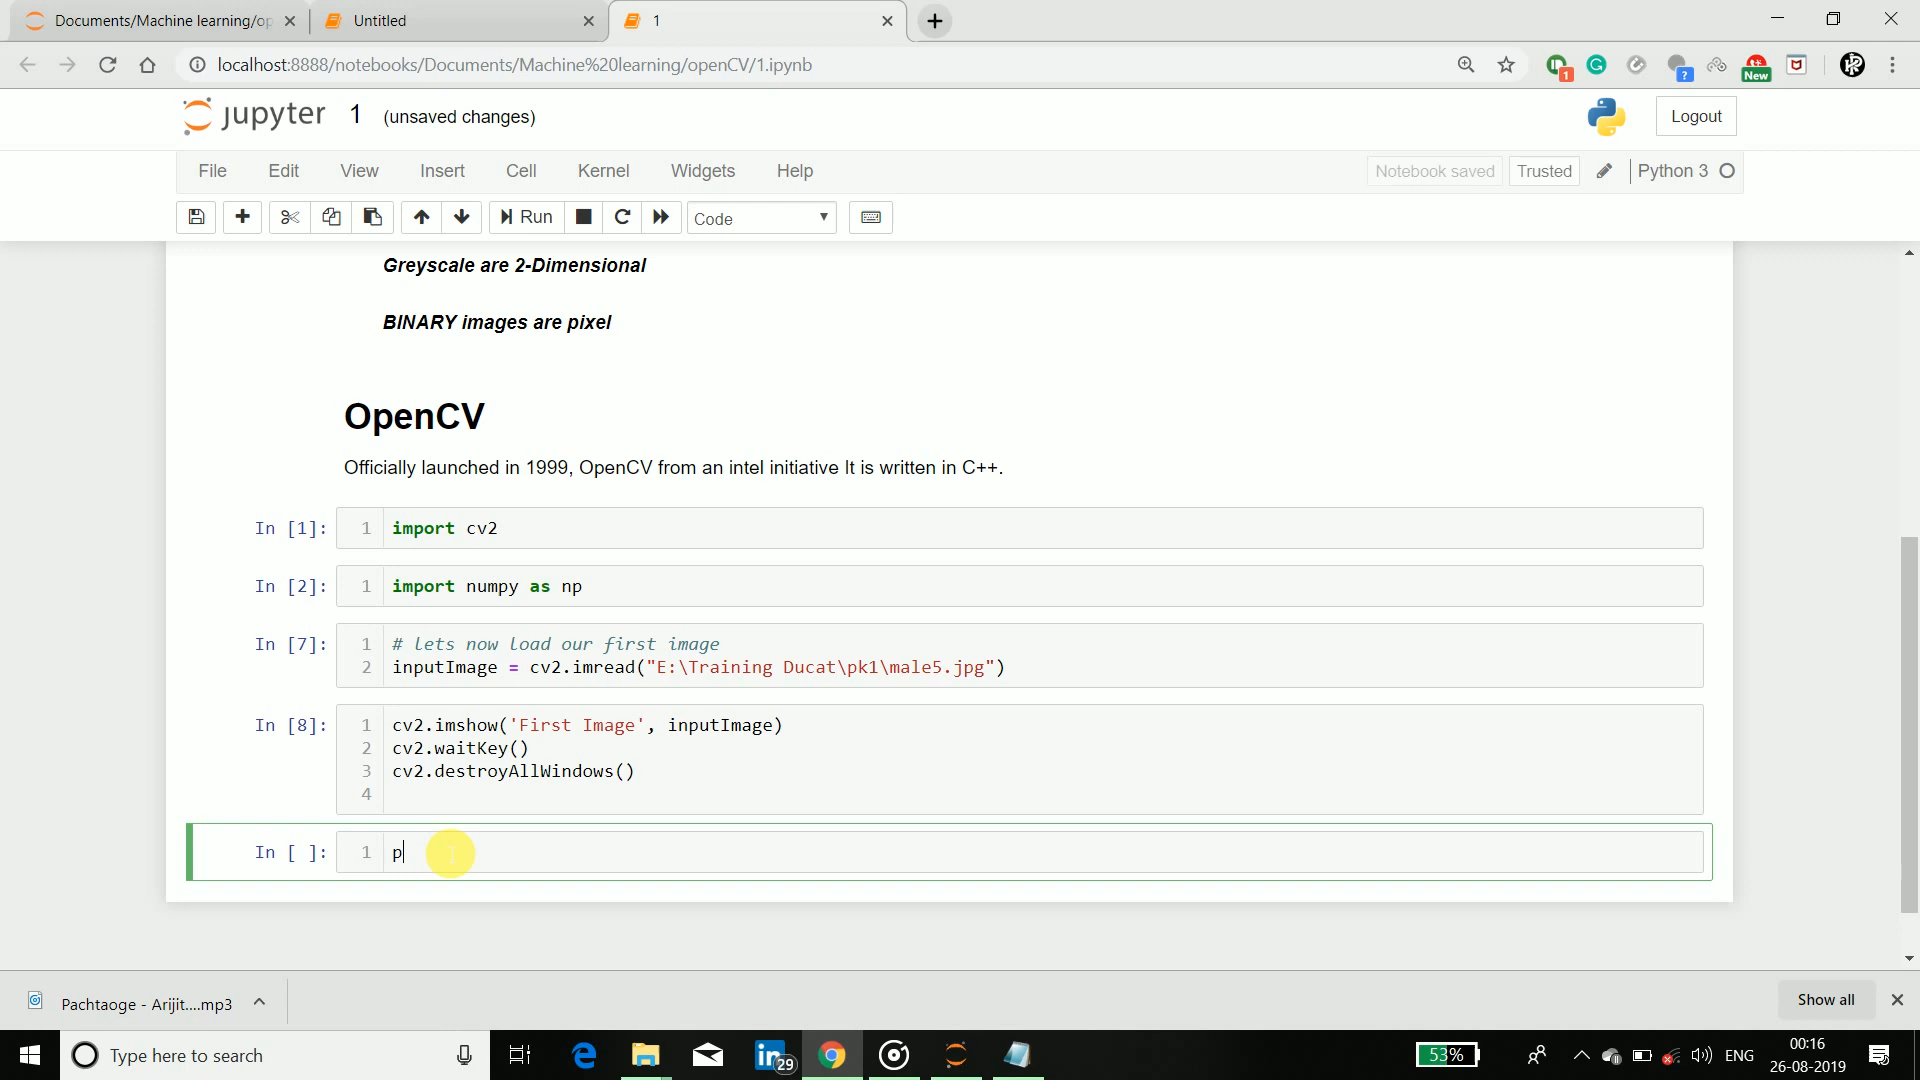 Documents/Machine learning/op
Untitled
1
localhost:8888/notebooks/Documents/Machine%20learning/openCV/1.ipynb
1
?
New
jupyter 1 (unsaved changes)
Logout
File Edit View Insert Cell Kernel Widgets Help
Notebook saved Trusted Python 3
Run Code
Greyscale are 2-Dimensional
BINARY images are pixel
OpenCV
Officially launched in 1999, OpenCV from an intel initiative It is written in C++.
In [1]: 1 import cv2
In [2]: 1 import numpy as np
In [7]: 1 # lets now load our first image
2 inputImage = cv2.imread("E:\Training Ducat\pk1\male5.jpg")
In [8]: 1 cv2.imshow('First Image', inputImage)
2 cv2.waitKey()
3 cv2.destroyAllWindows()
4
In [ ]: 1 p
Pachtaoge - Arijit....mp3
Show all
Type here to search
29
53%
ENG
00:16
26-08-2019